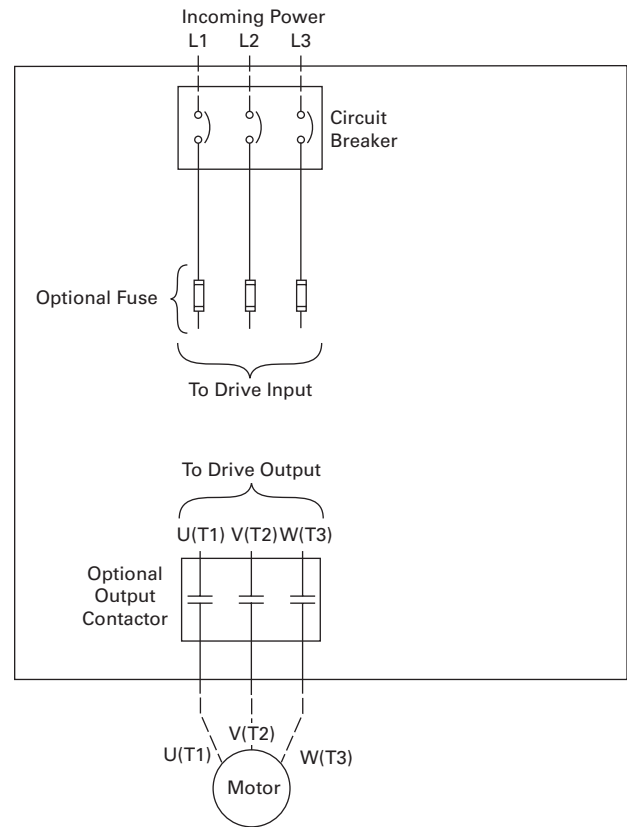 Incoming Power
L1 L2 L3
Circuit
Breaker
Optional Fuse
To Drive Input
To Drive Output
U(T1) V(T2) W(T3)
Optional
Output
Contactor
V(T2)
U(T1) W(T3)
Motor